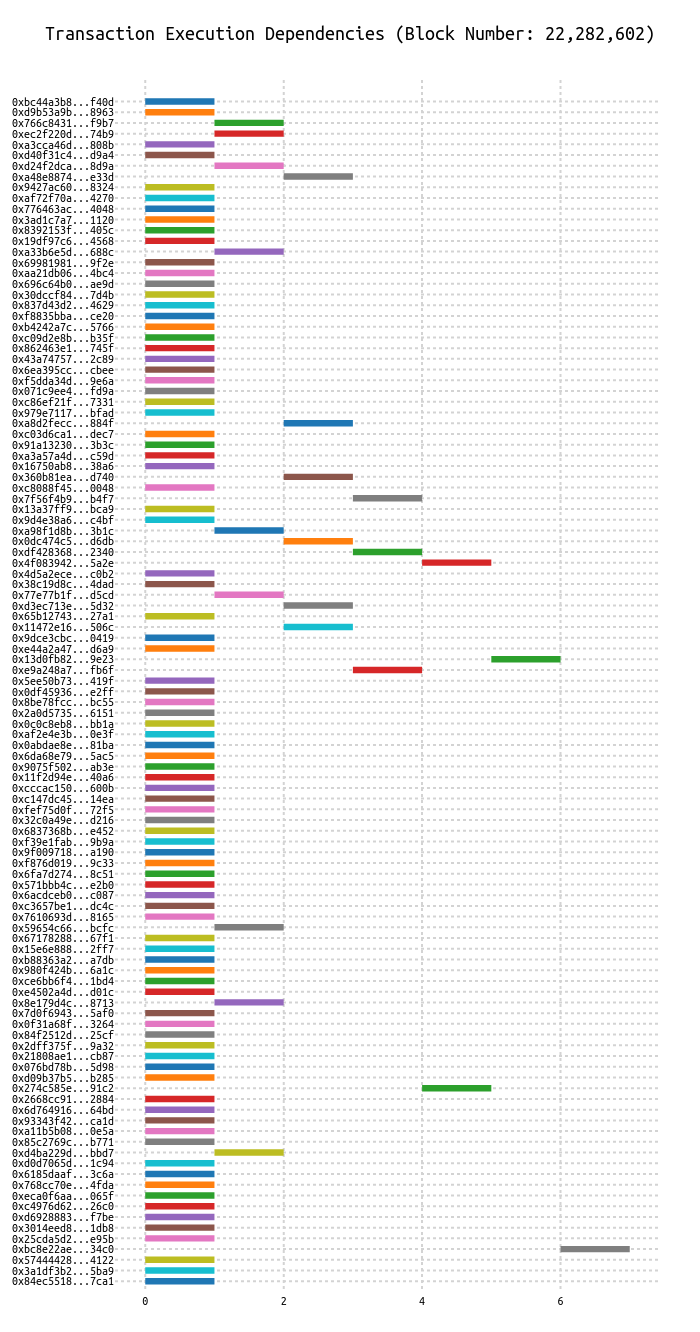 Transaction Execution Dependencies (Block Number: 22,282,602)
0xbc44a3b8...f40d
0xd9b53a9b...8963
0x766c8431...f9b7
0xec2f220d...74b9
0xa3cca46d...808b
0xd40f31c4...d9a4
0xd24f2dca...8d9a
0xa48e8874...e33d
0x9427ac60...8324
0xaf72f70a...4270
0x776463ac...4048
0x3ad1c7a7...1120
0x8392153f...405c
0x19df97c6...4568
0xa33b6e5d...688c
0x69981981...9f2e
0xaa21db06...4bc4
0x696c64b0...ae9d
0x30dccf84...7d4b
0x837d43d2...4629
0xf8835bba...ce20
0xb4242a7c...5766
0xc09d2e8b...b35f
0x862463e1...745f
0x43a74757...2c89
0x6ea395cc...cbee
0xf5dda34d...9e6a
0x071c9ee4...fd9a
0xc86ef21f...7331
0x979e7117...bfad
0xa8d2fecc...884f
0xc03d6ca1...dec7
0x91a13230...3b3c
0xa3a57a4d...c59d
0x16750ab8...38a6
0x360b81ea...d740
0xc8088f45...0048
0x7f56f4b9...b4f7
0x13a37ff9...bca9
0x9d4e38a6...c4bf
0xa98f1d8b...3b1c
0x0dc474c5...d6db
0xdf428368...2340
0x4f083942...5a2e
0x4d5a2ece...c0b2
0x38c19d8c...4dad
0x77e77b1f...d5cd
0xd3ec713e...5d32
0x65b12743...27a1
0x11472e16...506c
0x9dce3cbc...0419
0xe44a2a47...d6a9
0x13d0fb82...9e23
0xe9a248a7...fb6f
0x5ee50b73...419f
0x0df45936...e2ff
0x8be78fcc...bc55
0x2a0d5735...6151
0x0c0c8eb8...bb1a
0xaf2e4e3b...0e3f
0x0abdae8e...81ba
0x6da68e79...5ac5
0x9075f502...ab3e
0x11f2d94e...40a6
0xcccac150...600b
0xc147dc45...14ea
0xfef75d0f...72f5
0x32c0a49e...d216
0x6837368b...e452
0xf39e1fab...9b9a
0x9f009718...a190
0xf876d019...9c33
0x6fa7d274...8c51
0x571bbb4c...e2b0
0x6acdceb0...c087
0xc3657be1...dc4c
0x7610693d...8165
0x59654c66...bcfc
0x67178288...67f1
0x15e6e888...2ff7
0xb88363a2...a7db
0x980f424b...6a1c
0xce6bb6f4...1bd4
0xe4502a4d...d01c
0x8e179d4c...8713
0x7d0f6943...5af0
0x0f31a68f...3264
0x84f2512d...25cf
0x2dff375f...9a32
0x21808ae1...cb87
0x076bd78b...5d98
0xd09b37b5...b285
0x274c585e...91c2
0x2668cc91...2884
0x6d764916...64bd
0x93343f42...ca1d
0xa11b5b08...0e5a
0x85c2769c...b771
0xd4ba229d...bbd7
0xd0d7065d...1c94
0x6185daaf...3c6a
0x768cc70e...4fda
0xeca0f6aa...065f
0xc4976d62...26c0
0xd6928883...f7be
0x3014eed8...1db8
0x25cda5d2...e95b
0xbc8e22ae...34c0
0x57444428...4122
0x3a1df3b2...5ba9
0x84ec5518...7ca1
0 2 4 6